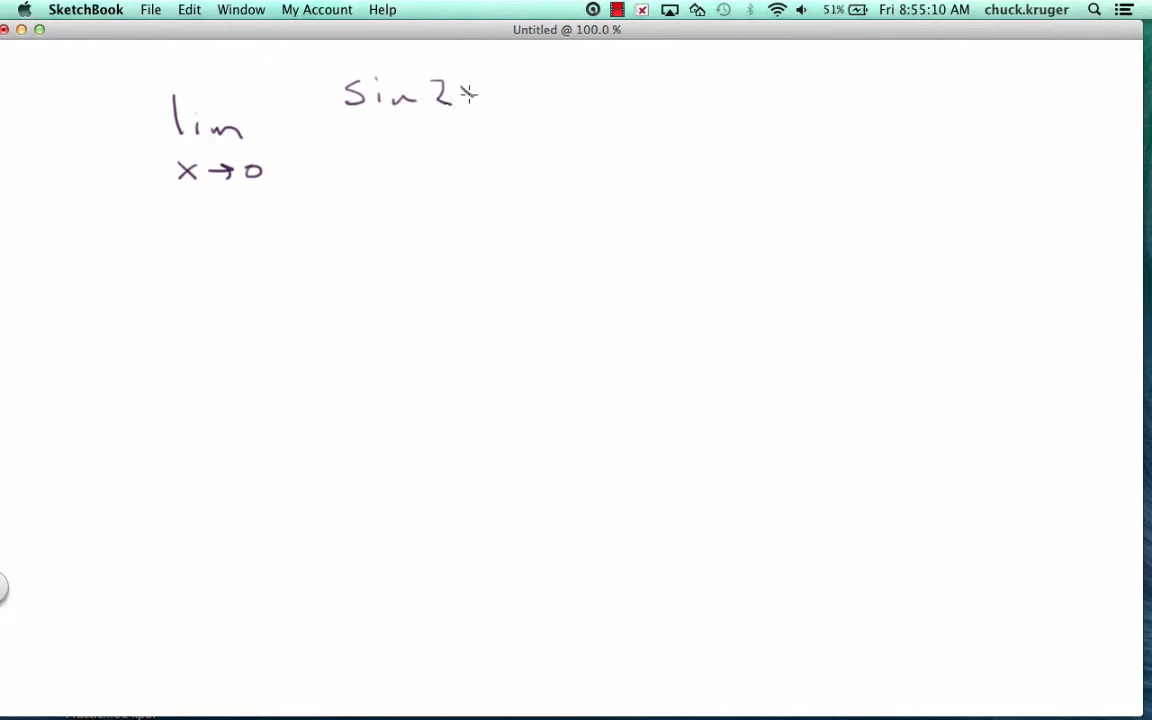 SketchBook File Edit Window My Account Help 51% Fri 8:55:10 AM chuck.kruger
Untitled @ 100.0 %
lim sin 2x
x → 0